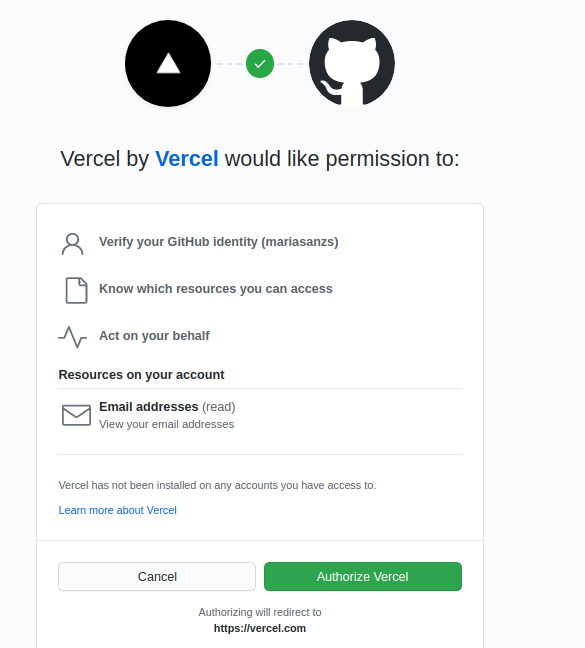 Vercel by Vercel would like permission to:
Verify your GitHub identity (mariasanzs)
Know which resources you can access
Act on your behalf
Resources on your account
Email addresses (read)
View your email addresses
Vercel has not been installed on any accounts you have access to.
Learn more about Vercel
Cancel
Authorize Vercel
Authorizing will redirect to
https://vercel.com